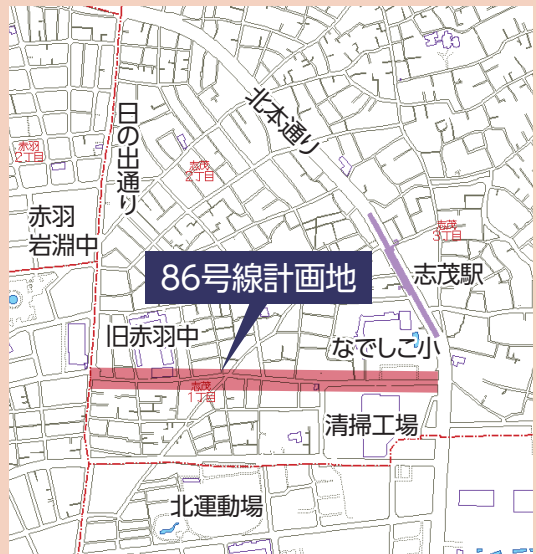 北本通り
日の出通り
赤羽
2丁目
志茂
2丁目
赤羽
岩淵中
志茂
3丁目
志茂駅
86号線計画地
旧赤羽中
なでしこ小
志茂
1丁目
清掃工場
北運動場